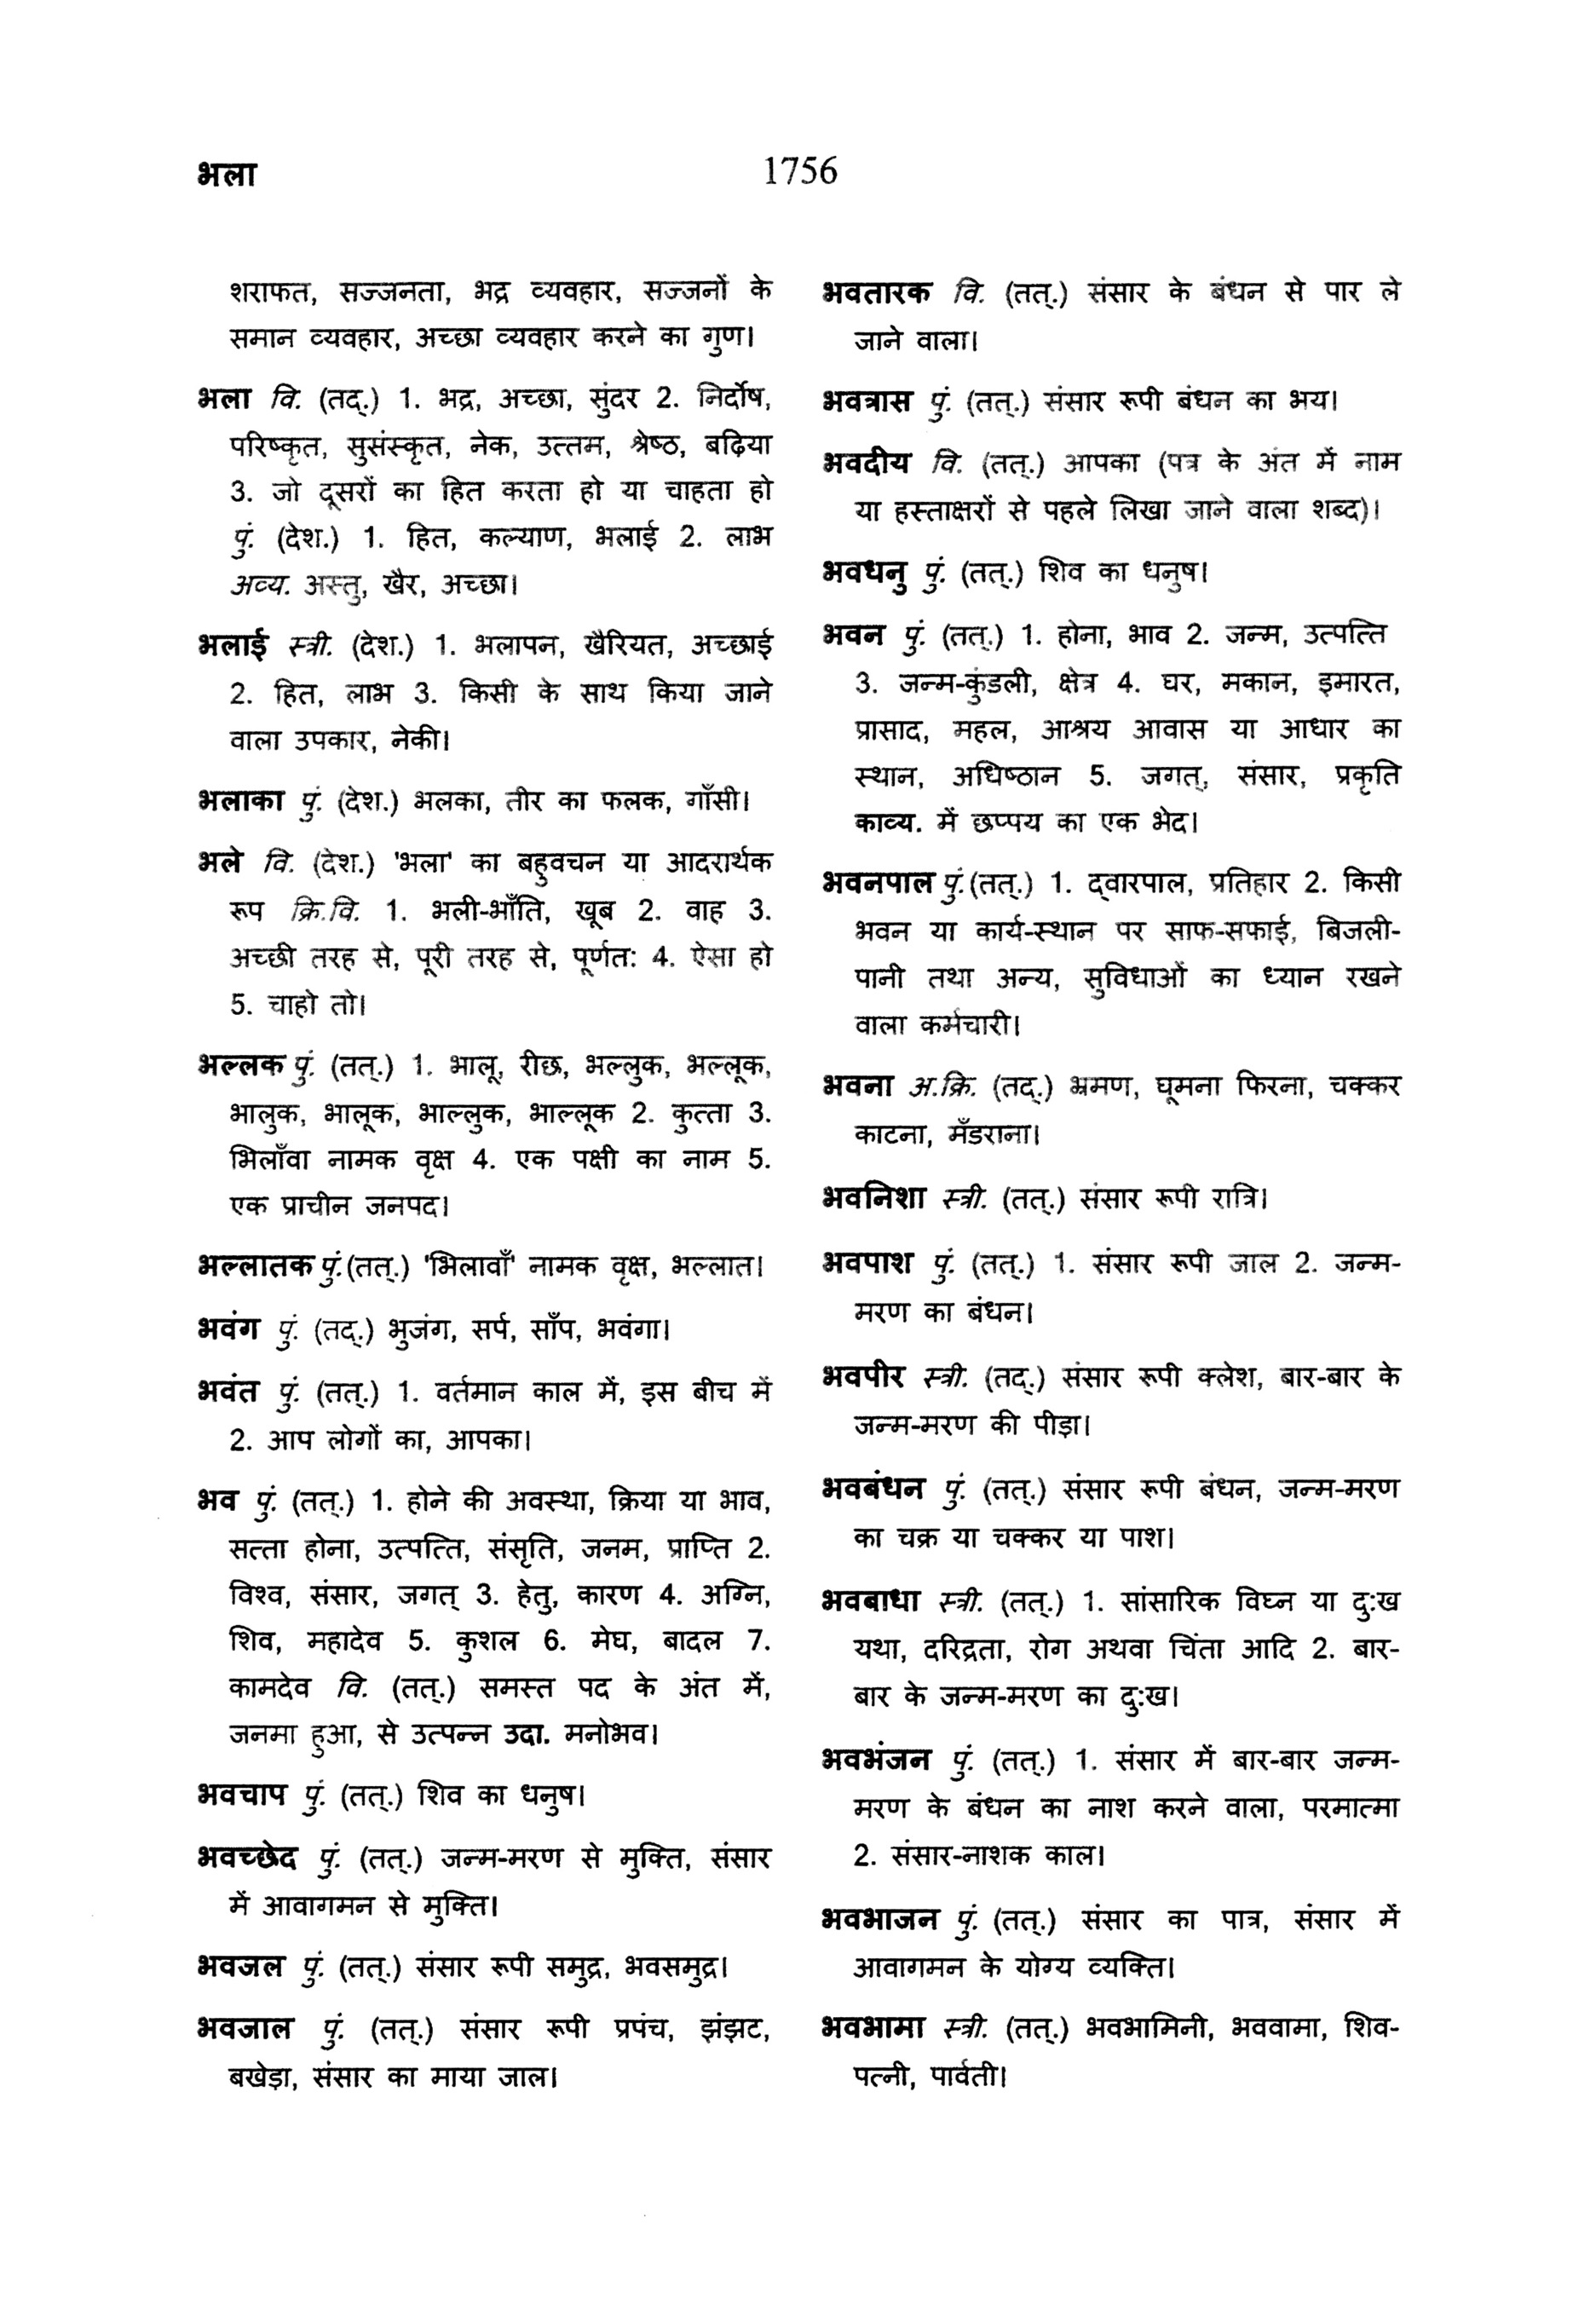 भला
1756
शराफत, सज्जनता, भद्र व्यवहार, सज्जनों के
समान व्यवहार, अच्छा व्यवहार करने का गुण।
भला वि. (तद्.) 1. भद्र, अच्छा, सुंदर 2. निर्दोष,
परिष्कृत, सुसंस्कृत, नेक, उत्तम, श्रेष्ठ, बढ़िया
3. जो दूसरों का हित करता हो या चाहता हो
पुं. (देश.) 1. हित, कल्याण, भलाई 2. लाभ
अव्य. अस्तु, खैर, अच्छा।
भलाई स्त्री. (देश.) 1. भलापन, खैरियत, अच्छाई
2. हित, लाभ 3. किसी के साथ किया जाने
वाला उपकार, नेकी।
भलाका पुं. (देश.) भलका, तीर का फलक, गाँसी।
भले वि. (देश.) 'भला' का बहुवचन या आदरार्थक
रूप क्रि.वि. 1. भली-भाँति, खूब 2. वाह 3.
अच्छी तरह से, पूरी तरह से, पूर्णत: 4. ऐसा हो
5. चाहो तो।
भल्लक पुं. (तत्.) 1. भालू, रीछ, भल्लुक, भल्लूक,
भालुक, भालूक, भाल्लुक, भाल्लूक 2. कुत्ता 3.
भिलाँवा नामक वृक्ष 4. एक पक्षी का नाम 5.
एक प्राचीन जनपद।
भल्लातक पुं.(तत्.) 'भिलावाँ' नामक वृक्ष, भल्लात।
भवंग पुं. (तद्.) भुजंग, सर्प, साँप, भवंगा।
भवंत पुं. (तत्.) 1. वर्तमान काल में, इस बीच में
2. आप लोगों का, आपका।
भव पुं. (तत्.) 1. होने की अवस्था, क्रिया या भाव,
सत्ता होना, उत्पत्ति, संसृति, जनम, प्राप्ति 2.
विश्व, संसार, जगत् 3. हेतु, कारण 4. अग्नि,
शिव, महादेव 5. कुशल 6. मेघ, बादल 7.
कामदेव वि. (तत्.) समस्त पद के अंत में,
जनमा हुआ, से उत्पन्न उदा. मनोभव।
भवचाप पुं. (तत्.) शिव का धनुष।
भवच्छेद पुं. (तत्.) जन्म-मरण से मुक्ति, संसार
में आवागमन से मुक्ति।
भवजल पुं. (तत्.) संसार रूपी समुद्र, भवसमुद्र।
भवजाल पुं. (तत्.) संसार रूपी प्रपंच, झंझट,
बखेड़ा, संसार का माया जाल।
भवतारक वि. (तत्.) संसार के बंधन से पार ले
जाने वाला।
भवत्रास पुं. (तत्.) संसार रूपी बंधन का भय।
भवदीय वि. (तत्.) आपका (पत्र के अंत में नाम
या हस्ताक्षरों से पहले लिखा जाने वाला शब्द)।
भवधनु पुं. (तत्.) शिव का धनुष।
भवन पुं. (तत्.) 1. होना, भाव 2. जन्म, उत्पत्ति
3. जन्म-कुंडली, क्षेत्र 4. घर, मकान, इमारत,
प्रासाद, महल, आश्रय आवास या आधार का
स्थान, अधिष्ठान 5. जगत्, संसार, प्रकृति
काव्य. में छप्पय का एक भेद।
भवनपाल पुं.(तत्.) 1. द्वारपाल, प्रतिहार 2. किसी
भवन या कार्य-स्थान पर साफ-सफाई, बिजली-
पानी तथा अन्य, सुविधाओं का ध्यान रखने
वाला कर्मचारी।
भवना अ.क्रि. (तद्.) भ्रमण, घूमना फिरना, चक्कर
काटना, मँडराना।
भवनिशा स्त्री. (तत्.) संसार रूपी रात्रि।
भवपाश पुं. (तत्.) 1. संसार रूपी जाल 2. जन्म-
मरण का बंधन।
भवपीर स्त्री. (तद्.) संसार रूपी क्लेश, बार-बार के
जन्म-मरण की पीड़ा।
भवबंधन पुं. (तत्.) संसार रूपी बंधन, जन्म-मरण
का चक्र या चक्कर या पाश।
भवबाधा स्त्री. (तत्.) 1. सांसारिक विघ्न या दु:ख
यथा, दरिद्रता, रोग अथवा चिंता आदि 2. बार-
बार के जन्म-मरण का दु:ख।
भवभंजन पुं. (तत्.) 1. संसार में बार-बार जन्म-
मरण के बंधन का नाश करने वाला, परमात्मा
2. संसार-नाशक काल।
भवभाजन पुं. (तत्.) संसार का पात्र, संसार में
आवागमन के योग्य व्यक्ति।
भवभामा स्त्री. (तत्.) भवभामिनी, भववामा, शिव-
पत्नी, पार्वती।